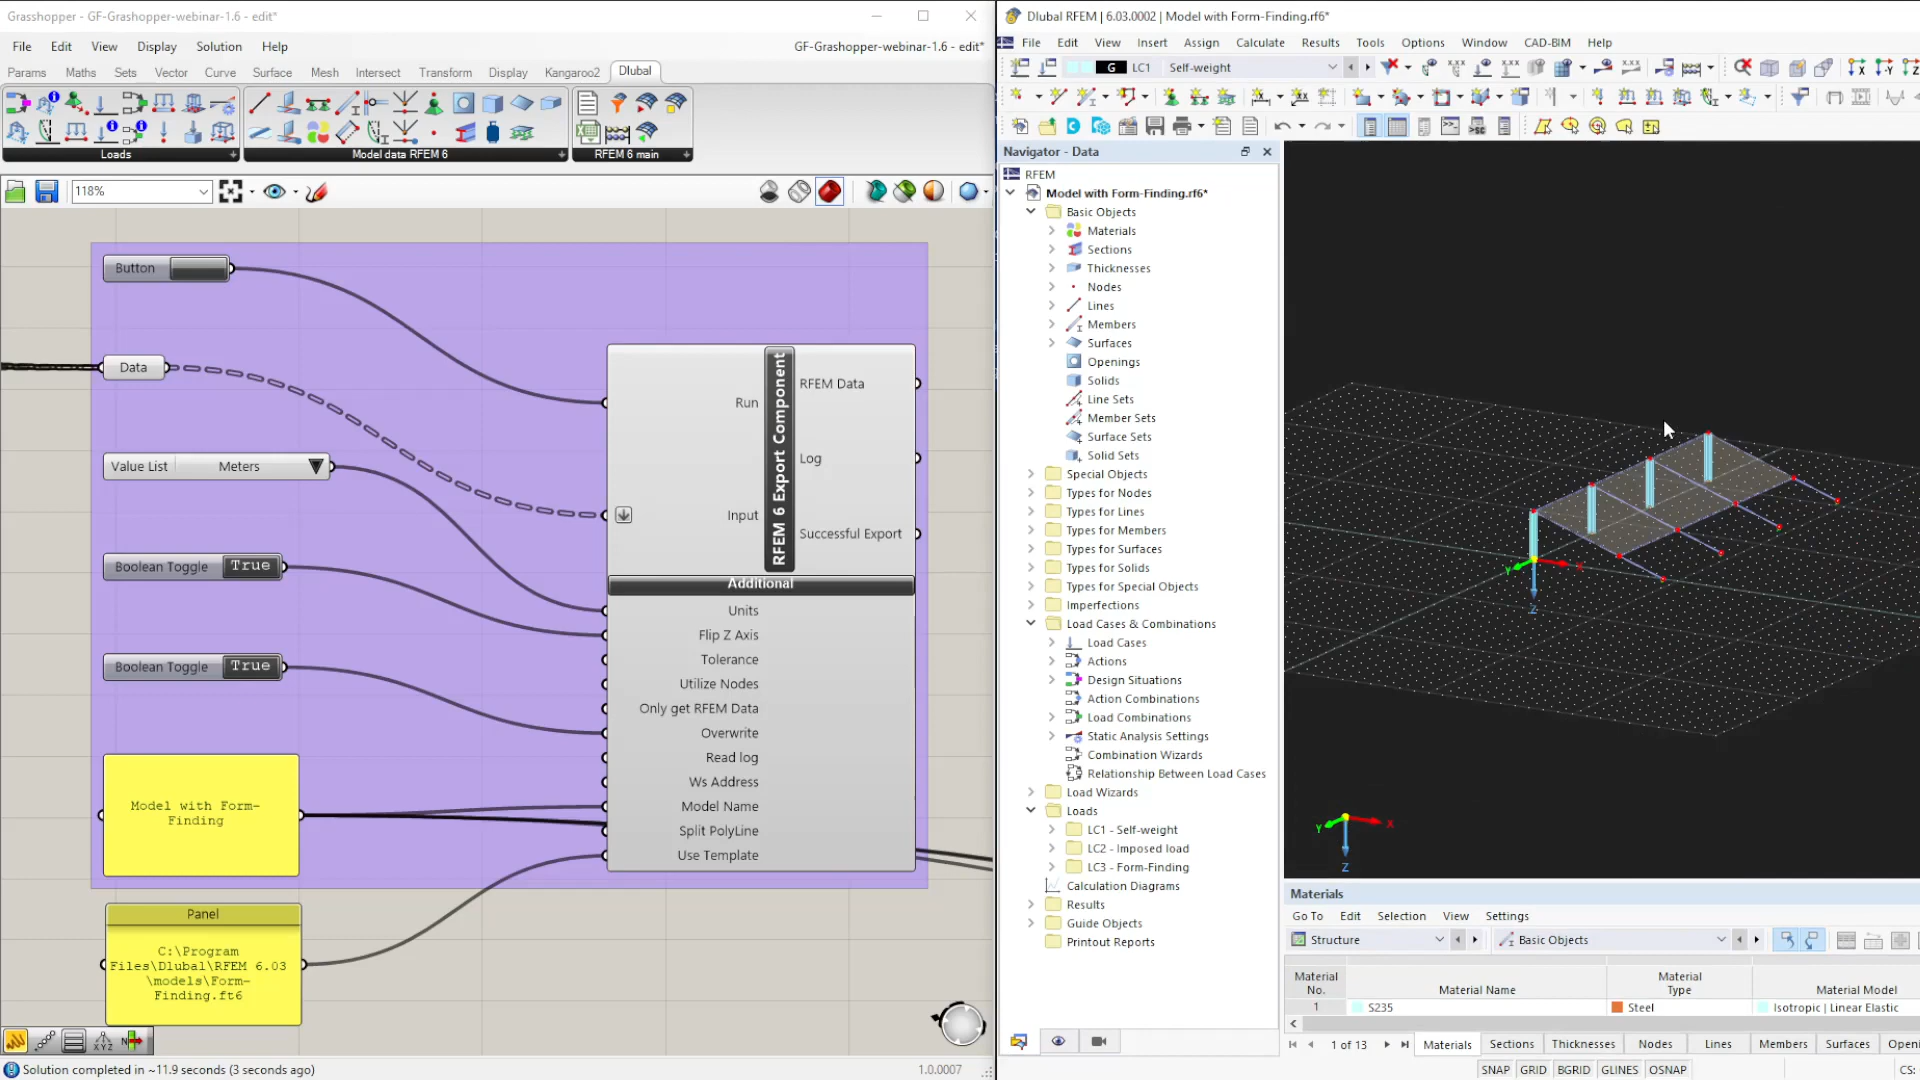 Grasshopper - GF-Grashopper-webinar-1.6 - edit*
File Edit View Display Solution Help
GF-Grashopper-webinar-1.6 - edit*
Params Maths Sets Vector Curve Surface Mesh Intersect Transform Display Kangaroo2 Dlubal
Loads
Model data RFEM 6
RFEM 6 main
118%
Button
Data
Value List Meters
Boolean Toggle True
Boolean Toggle True
Model with Form-
Finding
Panel
C:\Program
Files\Dlubal\RFEM 6.03
\models\Form-
Finding.ft6
Run
Input
RFEM 6 Export Component
RFEM Data
Log
Successful Export
Additional
Units
Flip Z Axis
Tolerance
Utilize Nodes
Only get RFEM Data
Overwrite
Read log
Ws Address
Model Name
Split PolyLine
Use Template
Solution completed in ~11.9 seconds (3 seconds ago)
1.0.0007
Dlubal RFEM | 6.03.0002 | Model with Form-Finding.rf6*
File Edit View Insert Assign Calculate Results Tools Options Window CAD-BIM Help
G LC1 Self-weight
Navigator - Data
RFEM
Model with Form-Finding.rf6*
Basic Objects
Materials
Sections
Thicknesses
Nodes
Lines
Members
Surfaces
Openings
Solids
Line Sets
Member Sets
Surface Sets
Solid Sets
Special Objects
Types for Nodes
Types for Lines
Types for Members
Types for Surfaces
Types for Solids
Types for Special Objects
Imperfections
Load Cases & Combinations
Load Cases
Actions
Design Situations
Action Combinations
Load Combinations
Static Analysis Settings
Combination Wizards
Relationship Between Load Cases
Load Wizards
Loads
LC1 - Self-weight
LC2 - Imposed load
LC3 - Form-Finding
Calculation Diagrams
Results
Guide Objects
Printout Reports
Y X
Z
Y X
Z
Materials
Go To Edit Selection View Settings
Structure
Basic Objects
Material
No.
Material Name
Material
Type
Material Model
1 S235 Steel Isotropic | Linear Elastic
1 of 13 Materials Sections Thicknesses Nodes Lines Members Surfaces Openi
SNAP GRID BGRID GLINES OSNAP CS: